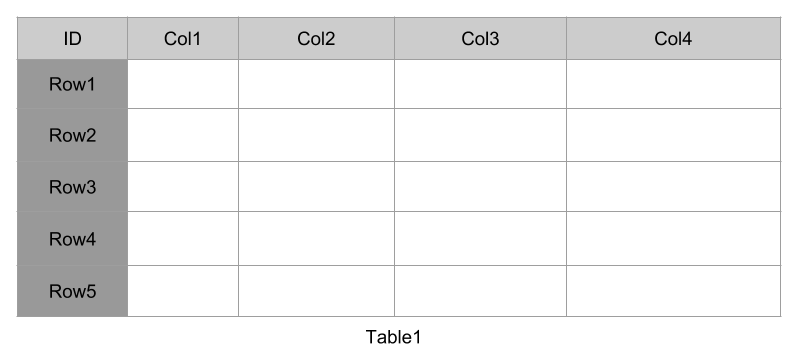 ID Col1 Col2 Col3 Col4
Row1
Row2
Row3
Row4
Row5
Table1